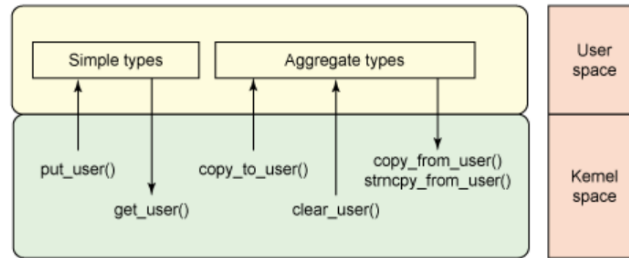 Simple types
Aggregate types
User
space
put_user()
copy_to_user()
copy_from_user()
strncpy_from_user()
get_user()
clear_user()
Kernel
space